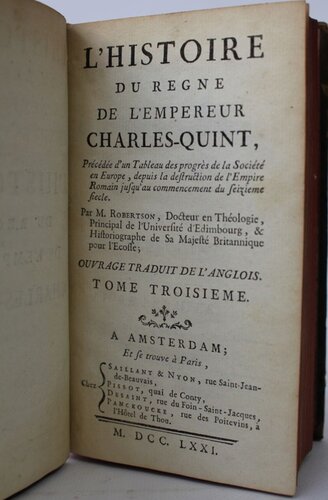 L'HISTOIRE
DU REGNE
DE L'EMPEREUR
CHARLES-QUINT,
Précédée d'un Tableau des progrès de la Société
en Europe, depuis la destruction de l'Empire
Romain jusqu'au commencement du seizieme
siecle.
Par M. ROBERTSON, Docteur en Théologie,
Principal de l'Université d'Edimbourg, &
Historiographe de Sa Majesté Britannique
pour l'Ecosse;
OUVRAGE TRADUIT DE L'ANGLOIS.
TOME TROISIEME.
A AMSTERDAM;
Et se trouve à Paris,
Chez
SAILLANT & NYON, rue Saint-Jean-
de-Beauvais,
PISSOT, quai de Conty,
DESAINT, rue du Foin-Saint-Jacques,
PANCKOUCKE, rue des Poitevins, à
l'Hôtel de Thou.
M. DCC. LXXI.